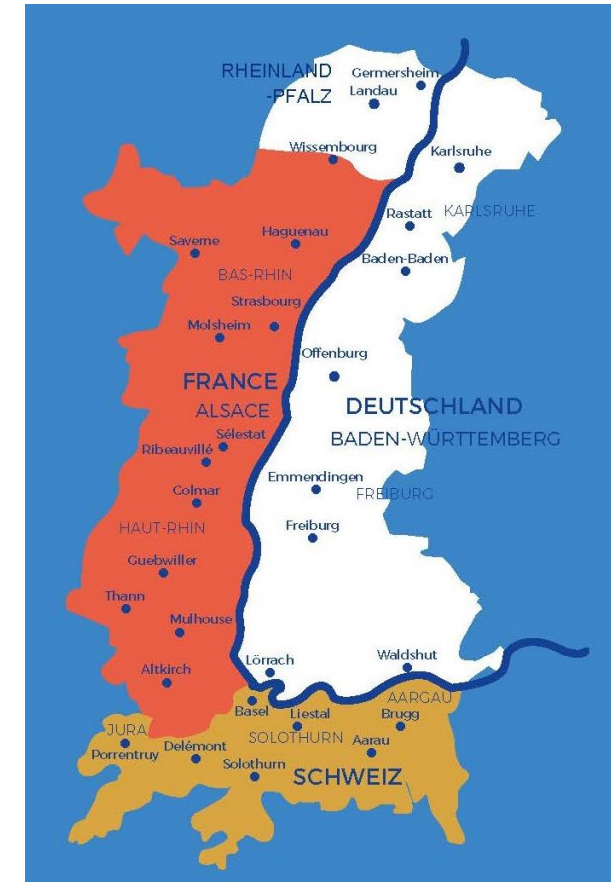 RHEINLAND
-PFALZ
Germersheim
Landau
Wissembourg
Karlsruhe
Rastatt
KARLSRUHE
Haguenau
Saverne
Baden-Baden
BAS-RHIN
Strasbourg
Molsheim
Offenburg
FRANCE
ALSACE
DEUTSCHLAND
BADEN-WÜRTTEMBERG
Sélestat
Ribeauvillé
Emmendingen
Colmar
FREIBURG
HAUT-RHIN
Freiburg
Guebwiller
Thann
Mulhouse
Altkirch
Lörrach
Waldshut
Basel
Liestal
AARGAU
Brugg
JURA
Porrentruy
Delémont
SOLOTHURN
Aarau
Solothurn
SCHWEIZ